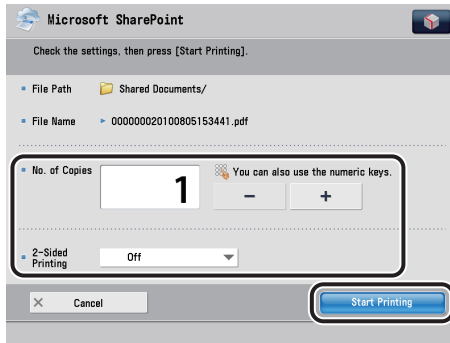 Microsoft SharePoint
Check the settings, then press [Start Printing].
File Path Shared Documents/
File Name 000000020100805153441.pdf
No. of Copies 1 You can also use the numeric keys.
− +
2-Sided Printing Off
Cancel Start Printing